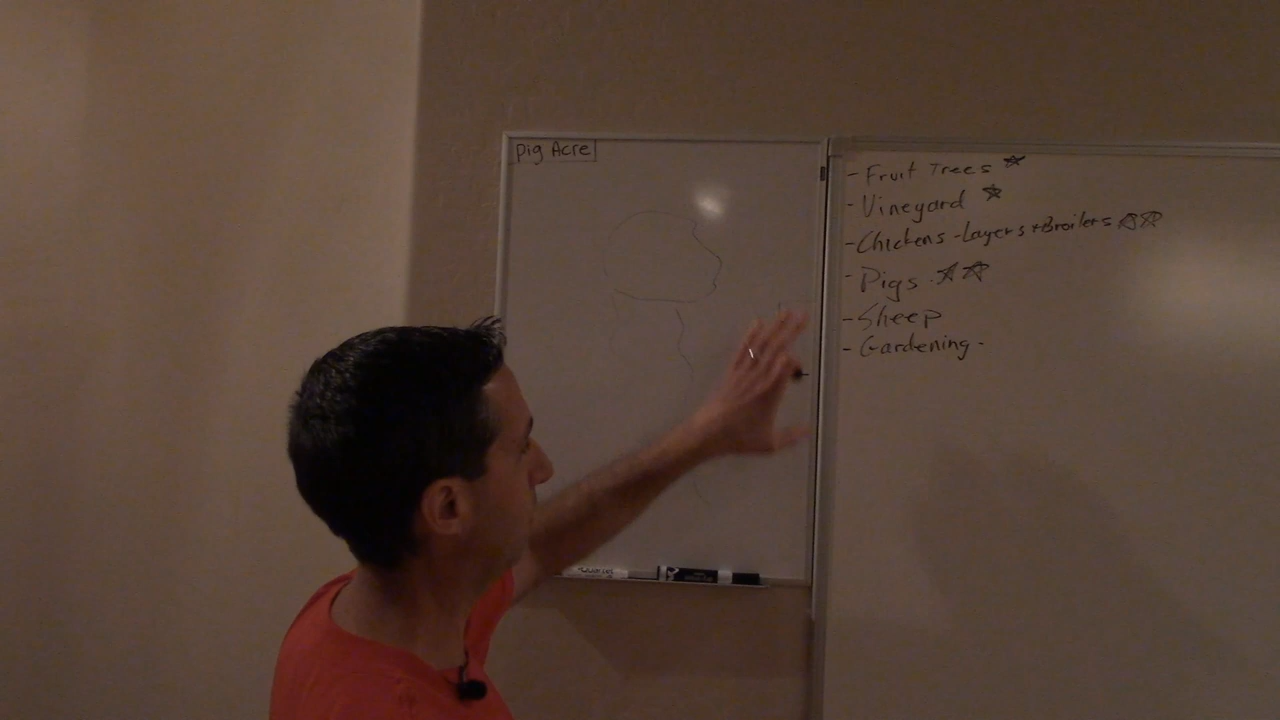 Pig Acre
- Fruit Trees ☆
- Vineyard ☆
- Chickens - Layers + Broilers ☆☆
- Pigs. ☆☆
- Sheep
- Gardening -